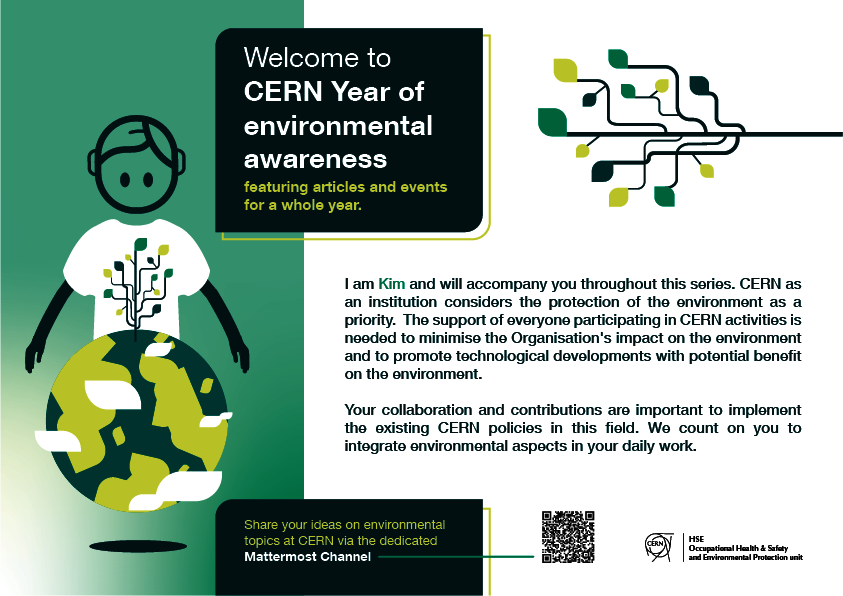 Welcome to
CERN Year of
environmental
awareness
featuring articles and events
for a whole year.
I am Kim and will accompany you throughout this series. CERN as
an institution considers the protection of the environment as a
priority. The support of everyone participating in CERN activities is
needed to minimise the Organisation's impact on the environment
and to promote technological developments with potential benefit
on the environment.
Your collaboration and contributions are important to implement
the existing CERN policies in this field. We count on you to
integrate environmental aspects in your daily work.
Share your ideas on environmental
topics at CERN via the dedicated
Mattermost Channel
CERN
HSE
Occupational Health & Safety
and Environmental Protection unit